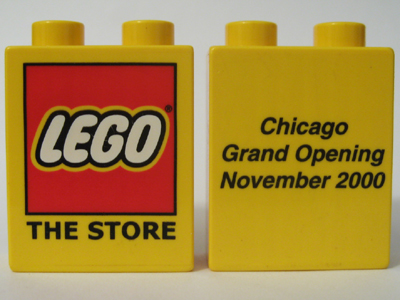 LEGO®
THE STORE
Chicago
Grand Opening
November 2000